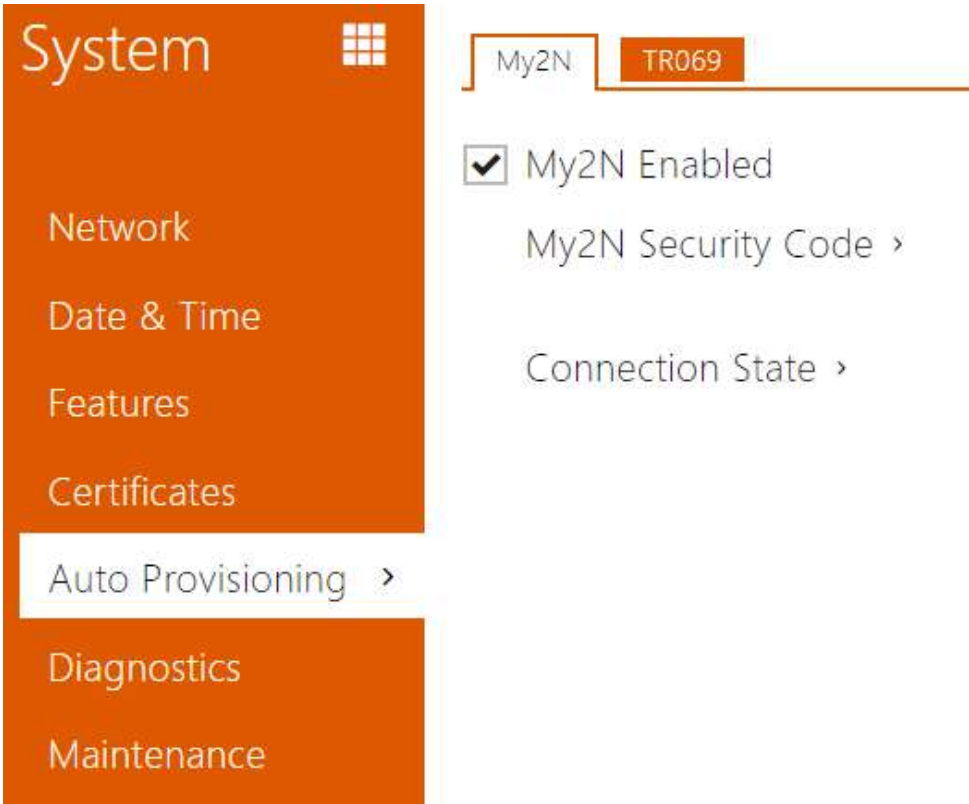 System
Network
Date & Time
Features
Certificates
Auto Provisioning ›
Diagnostics
Maintenance
My2N
TR069
My2N Enabled
My2N Security Code ›
Connection State ›